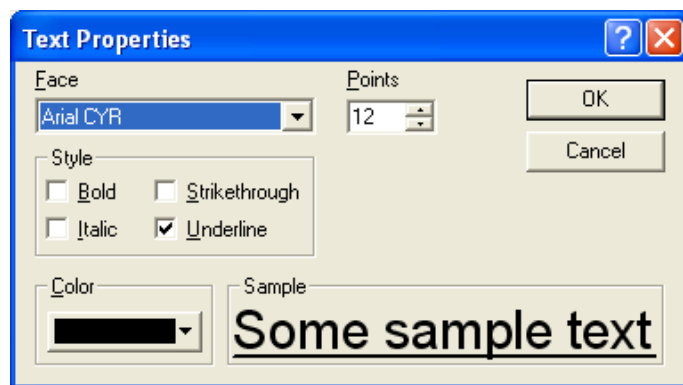 Text Properties
Face
Points
Arial CYR
12
OK
Cancel
Style
Bold
Strikethrough
Italic
Underline
Color
Sample
Some sample text